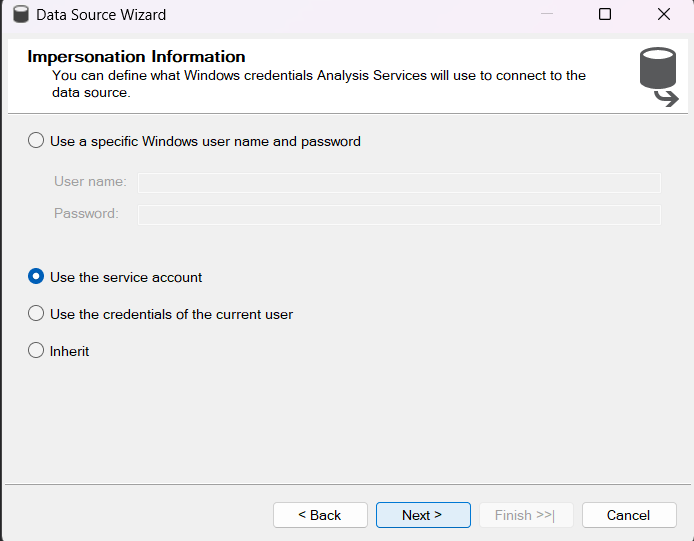 Data Source Wizard
Impersonation Information
You can define what Windows credentials Analysis Services will use to connect to the
data source.
Use a specific Windows user name and password
User name:
Password:
Use the service account
Use the credentials of the current user
Inherit
< Back
Next >
Finish >>|
Cancel